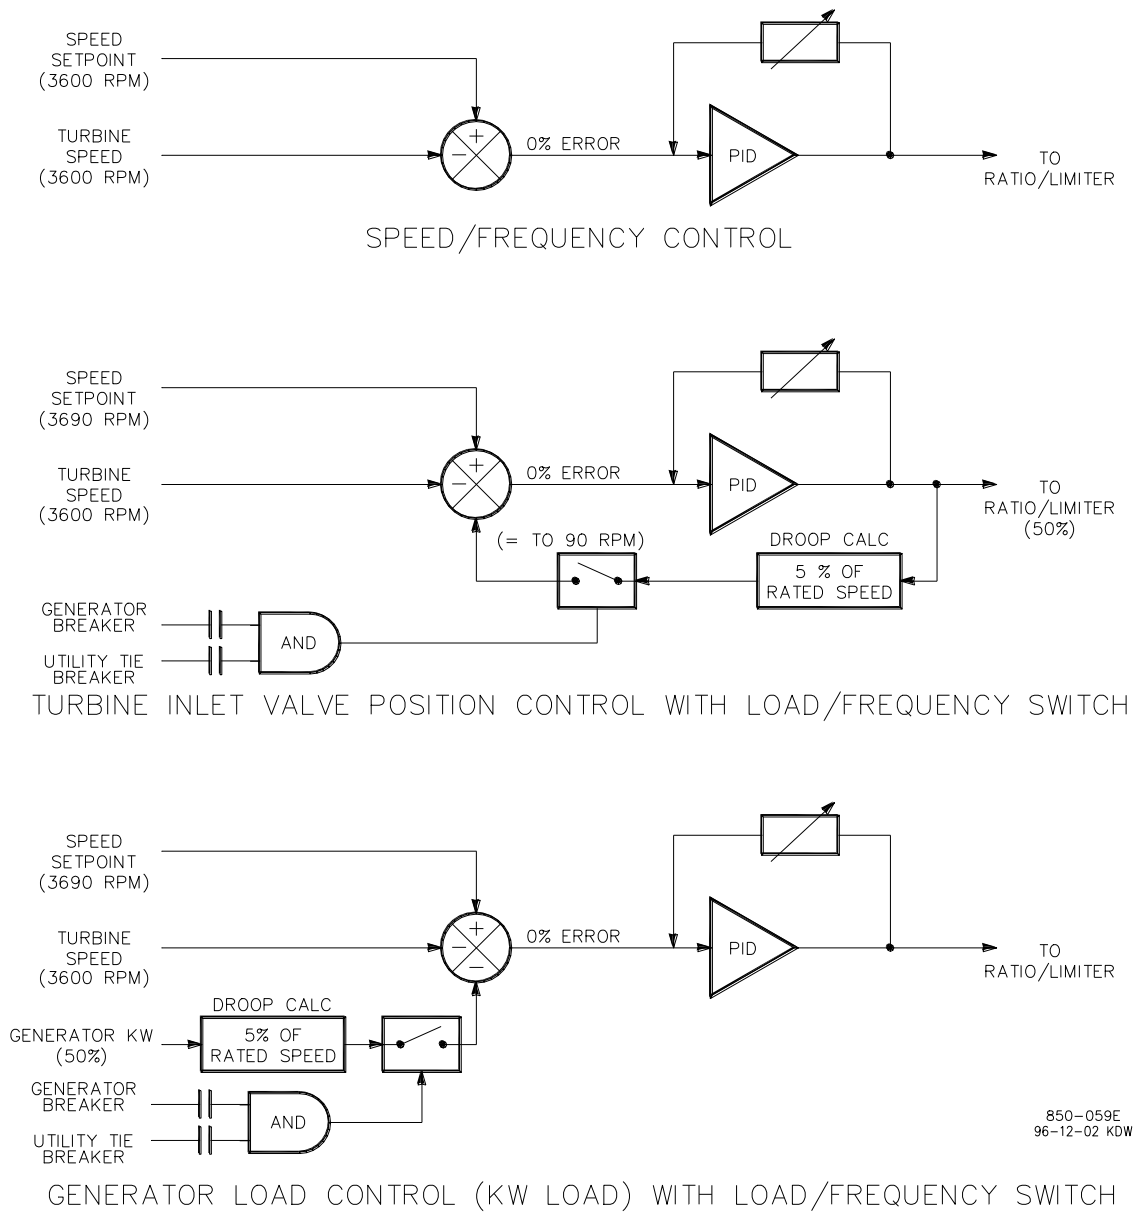 SPEED
SETPOINT
(3600 RPM)
TURBINE
SPEED
(3600 RPM)
+
−
0% ERROR
PID
TO
RATIO/LIMITER
SPEED/FREQUENCY CONTROL
SPEED
SETPOINT
(3690 RPM)
TURBINE
SPEED
(3600 RPM)
+
−
0% ERROR
PID
TO
RATIO/LIMITER
(50%)
(= TO 90 RPM)
DROOP CALC
5 % OF
RATED SPEED
GENERATOR
BREAKER
AND
UTILITY TIE
BREAKER
TURBINE INLET VALVE POSITION CONTROL WITH LOAD/FREQUENCY SWITCH
SPEED
SETPOINT
(3690 RPM)
TURBINE
SPEED
(3600 RPM)
+
−
−
0% ERROR
PID
TO
RATIO/LIMITER
DROOP CALC
GENERATOR KW
(50%)
5% OF
RATED SPEED
GENERATOR
BREAKER
AND
UTILITY TIE
BREAKER
850−059E
96−12−02 KDW
GENERATOR LOAD CONTROL (KW LOAD) WITH LOAD/FREQUENCY SWITCH